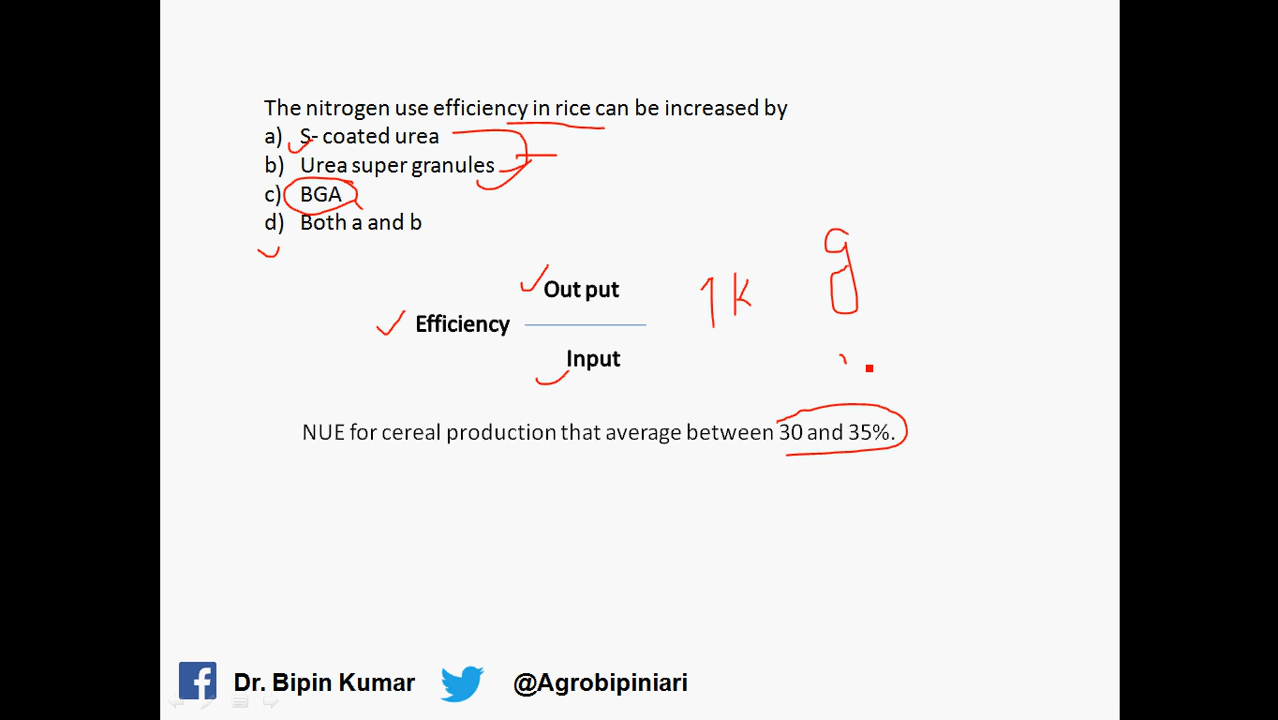 The nitrogen use efficiency in rice can be increased by
a) S- coated urea
b) Urea super granules
c) BGA
d) Both a and b
Out put
1 k
Efficiency
Input
NUE for cereal production that average between 30 and 35%.
Dr. Bipin Kumar @Agrobipiniari